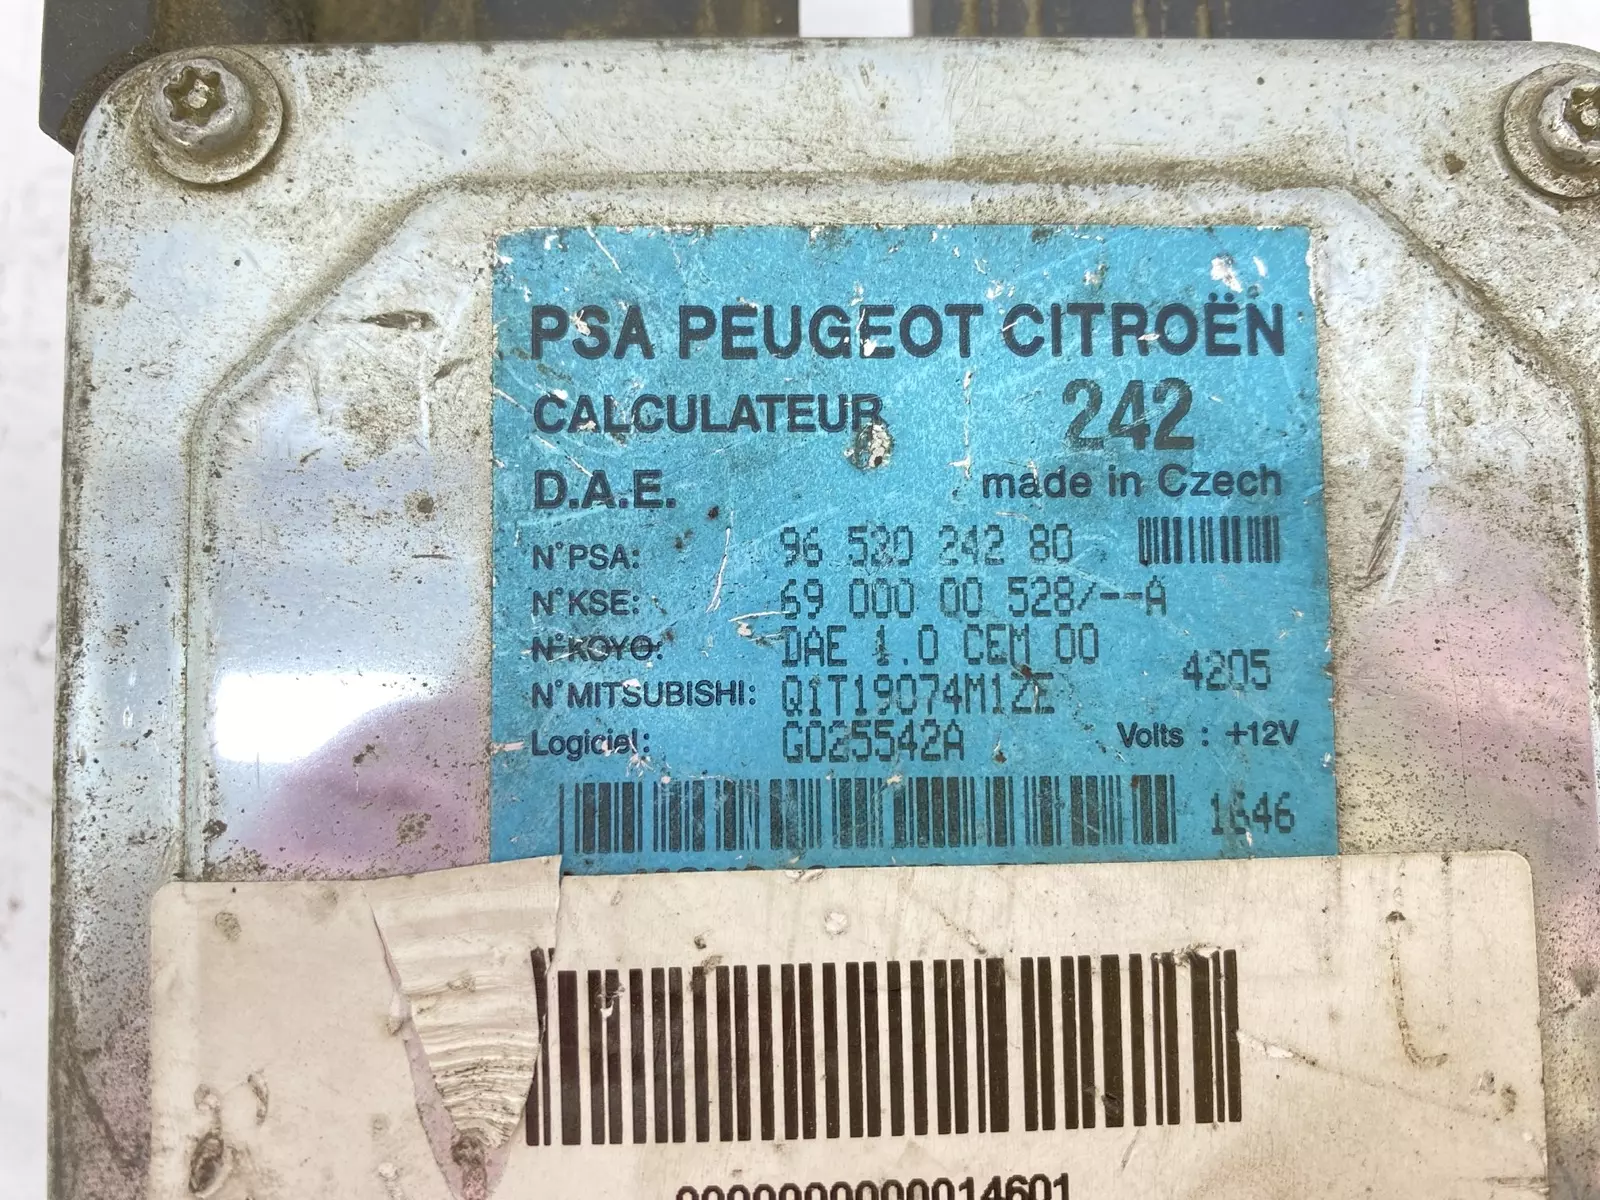 PSA PEUGEOT CITROËN
CALCULATEUR 242
D.A.E. made in Czech
N°PSA: 96 520 242 80
N°KSE: 69 000 00 528/--A
N°KOYO: DAE 1.0 CEM 00
4205
N°MITSUBISHI: Q1T19074M1ZE
Logiciel: G025542A Volts : +12V
1646
0000000000014601